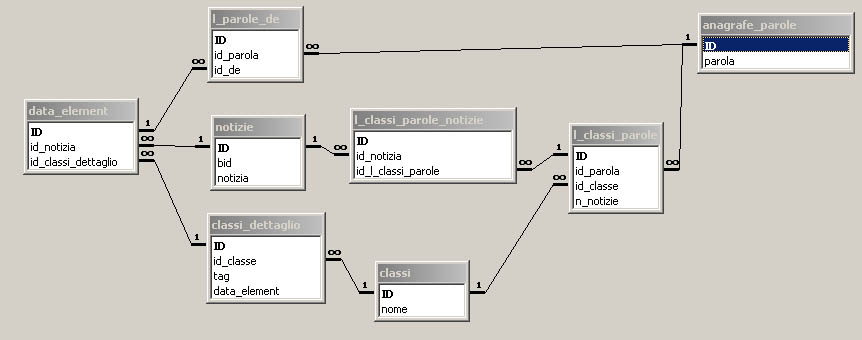 l_parole_de
ID
id_parola
id_de
anagrafe_parole
ID
parola
data_element
ID
id_notizia
id_classi_dettaglio
notizie
ID
bid
notizia
l_classi_parole_notizie
ID
id_notizia
id_l_classi_parole
l_classi_parole
ID
id_parola
id_classe
n_notizie
classi_dettaglio
ID
id_classe
tag
data_element
classi
ID
nome
1
∞
∞
1
1
∞
∞
1
1
∞
∞
1
∞
∞
1
∞
1
1